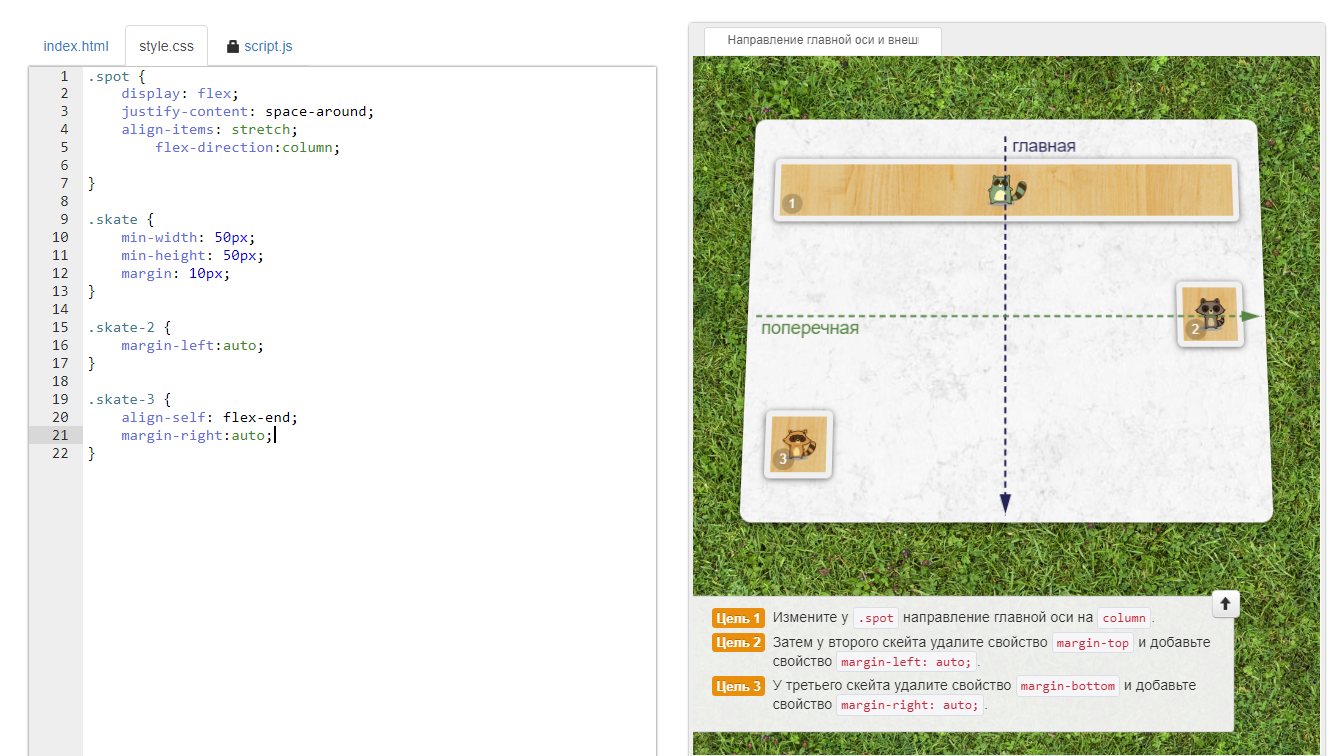 index.html
style.css
script.js
1 .spot {
2 display: flex;
3 justify-content: space-around;
4 align-items: stretch;
5 flex-direction:column;
6
7 }
8
9 .skate {
10 min-width: 50px;
11 min-height: 50px;
12 margin: 10px;
13 }
14
15 .skate-2 {
16 margin-left:auto;
17 }
18
19 .skate-3 {
20 align-self: flex-end;
21 margin-right:auto;
22 }
Направление главной оси и внеш
главная
1
2
поперечная
3
Цель 1 Измените у .spot направление главной оси на column.
Цель 2 Затем у второго скейта удалите свойство margin-top и добавьте
свойство margin-left: auto;.
Цель 3 У третьего скейта удалите свойство margin-bottom и добавьте
свойство margin-right: auto;.